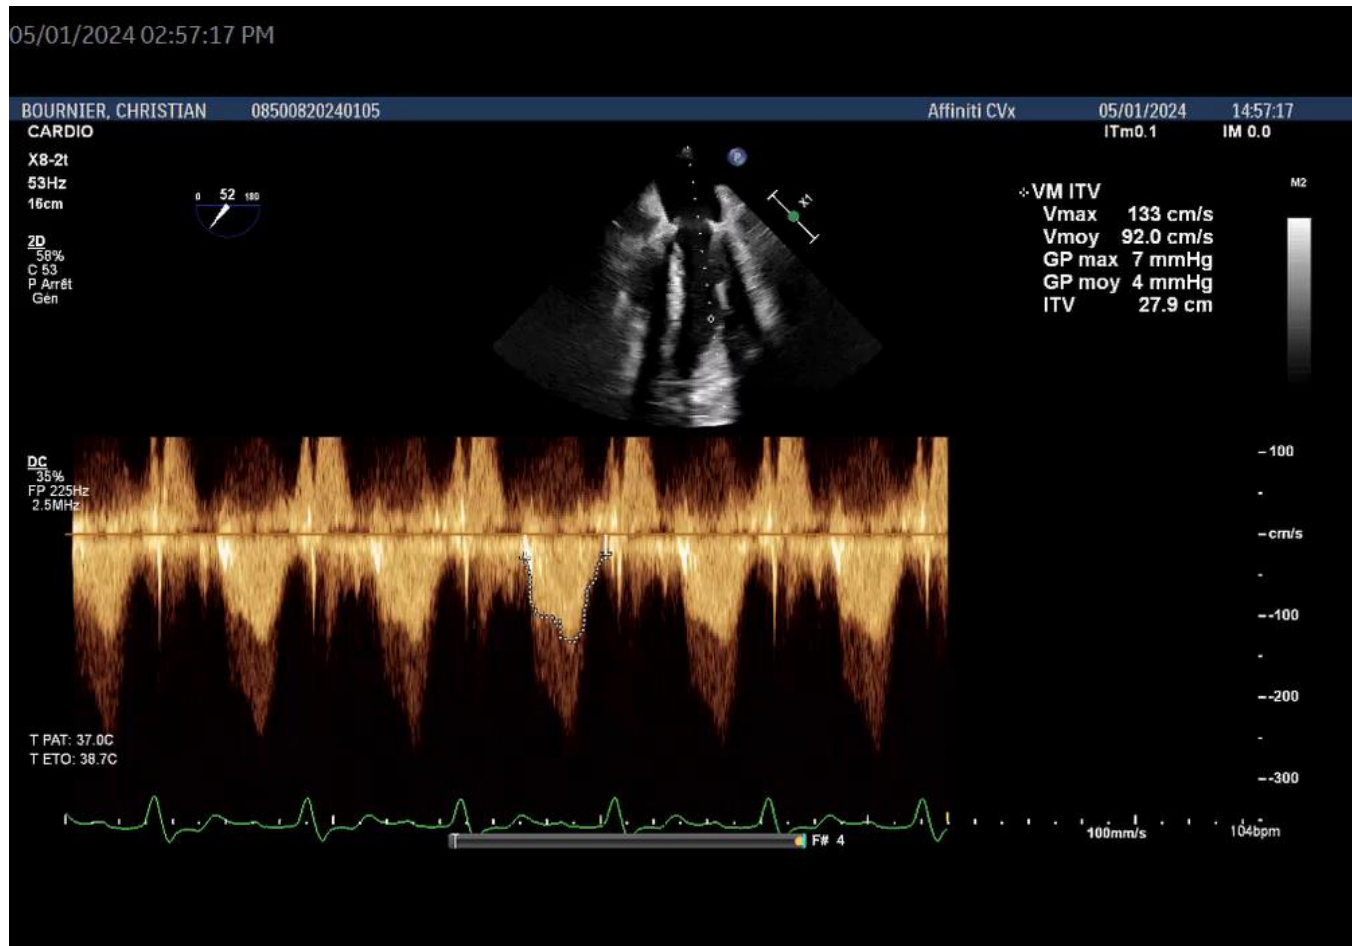 05/01/2024 02:57:17 PM
BOURNIER, CHRISTIAN 08500820240105 Affiniti CVx 05/01/2024 14:57:17
CARDIO ITm0.1 IM 0.0
X8-2t
53Hz
16cm
0 52 180
P
X1
M2
2D
58%
C 53
P Arrêt
Gén
VM ITV
Vmax 133 cm/s
Vmoy 92.0 cm/s
GP max 7 mmHg
GP moy 4 mmHg
ITV 27.9 cm
DC
35%
FP 225Hz
2.5MHz
100
cm/s
-100
-200
-300
T PAT: 37.0C
T ETO: 38.7C
F# 4
100mm/s 104bpm